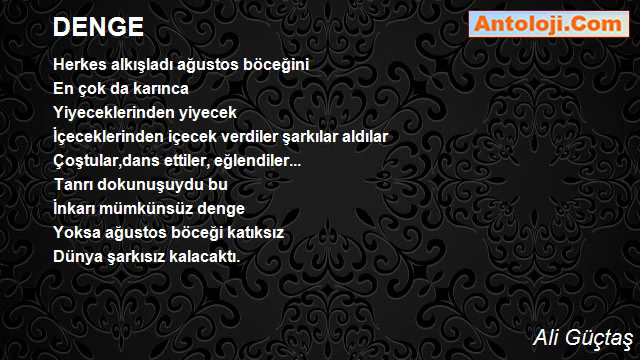 DENGE
Antoloji.Com
Herkes alkışladı ağustos böceğini
En çok da karınca
Yiyeceklerinden yiyecek
İçeceklerinden içecek verdiler şarkılar aldılar
Çoştular,dans ettiler, eğlendiler...
Tanrı dokunuşuydu bu
İnkarı mümkünsüz denge
Yoksa ağustos böceği katıksız
Dünya şarkısız kalacaktı.
Ali Güçtaş